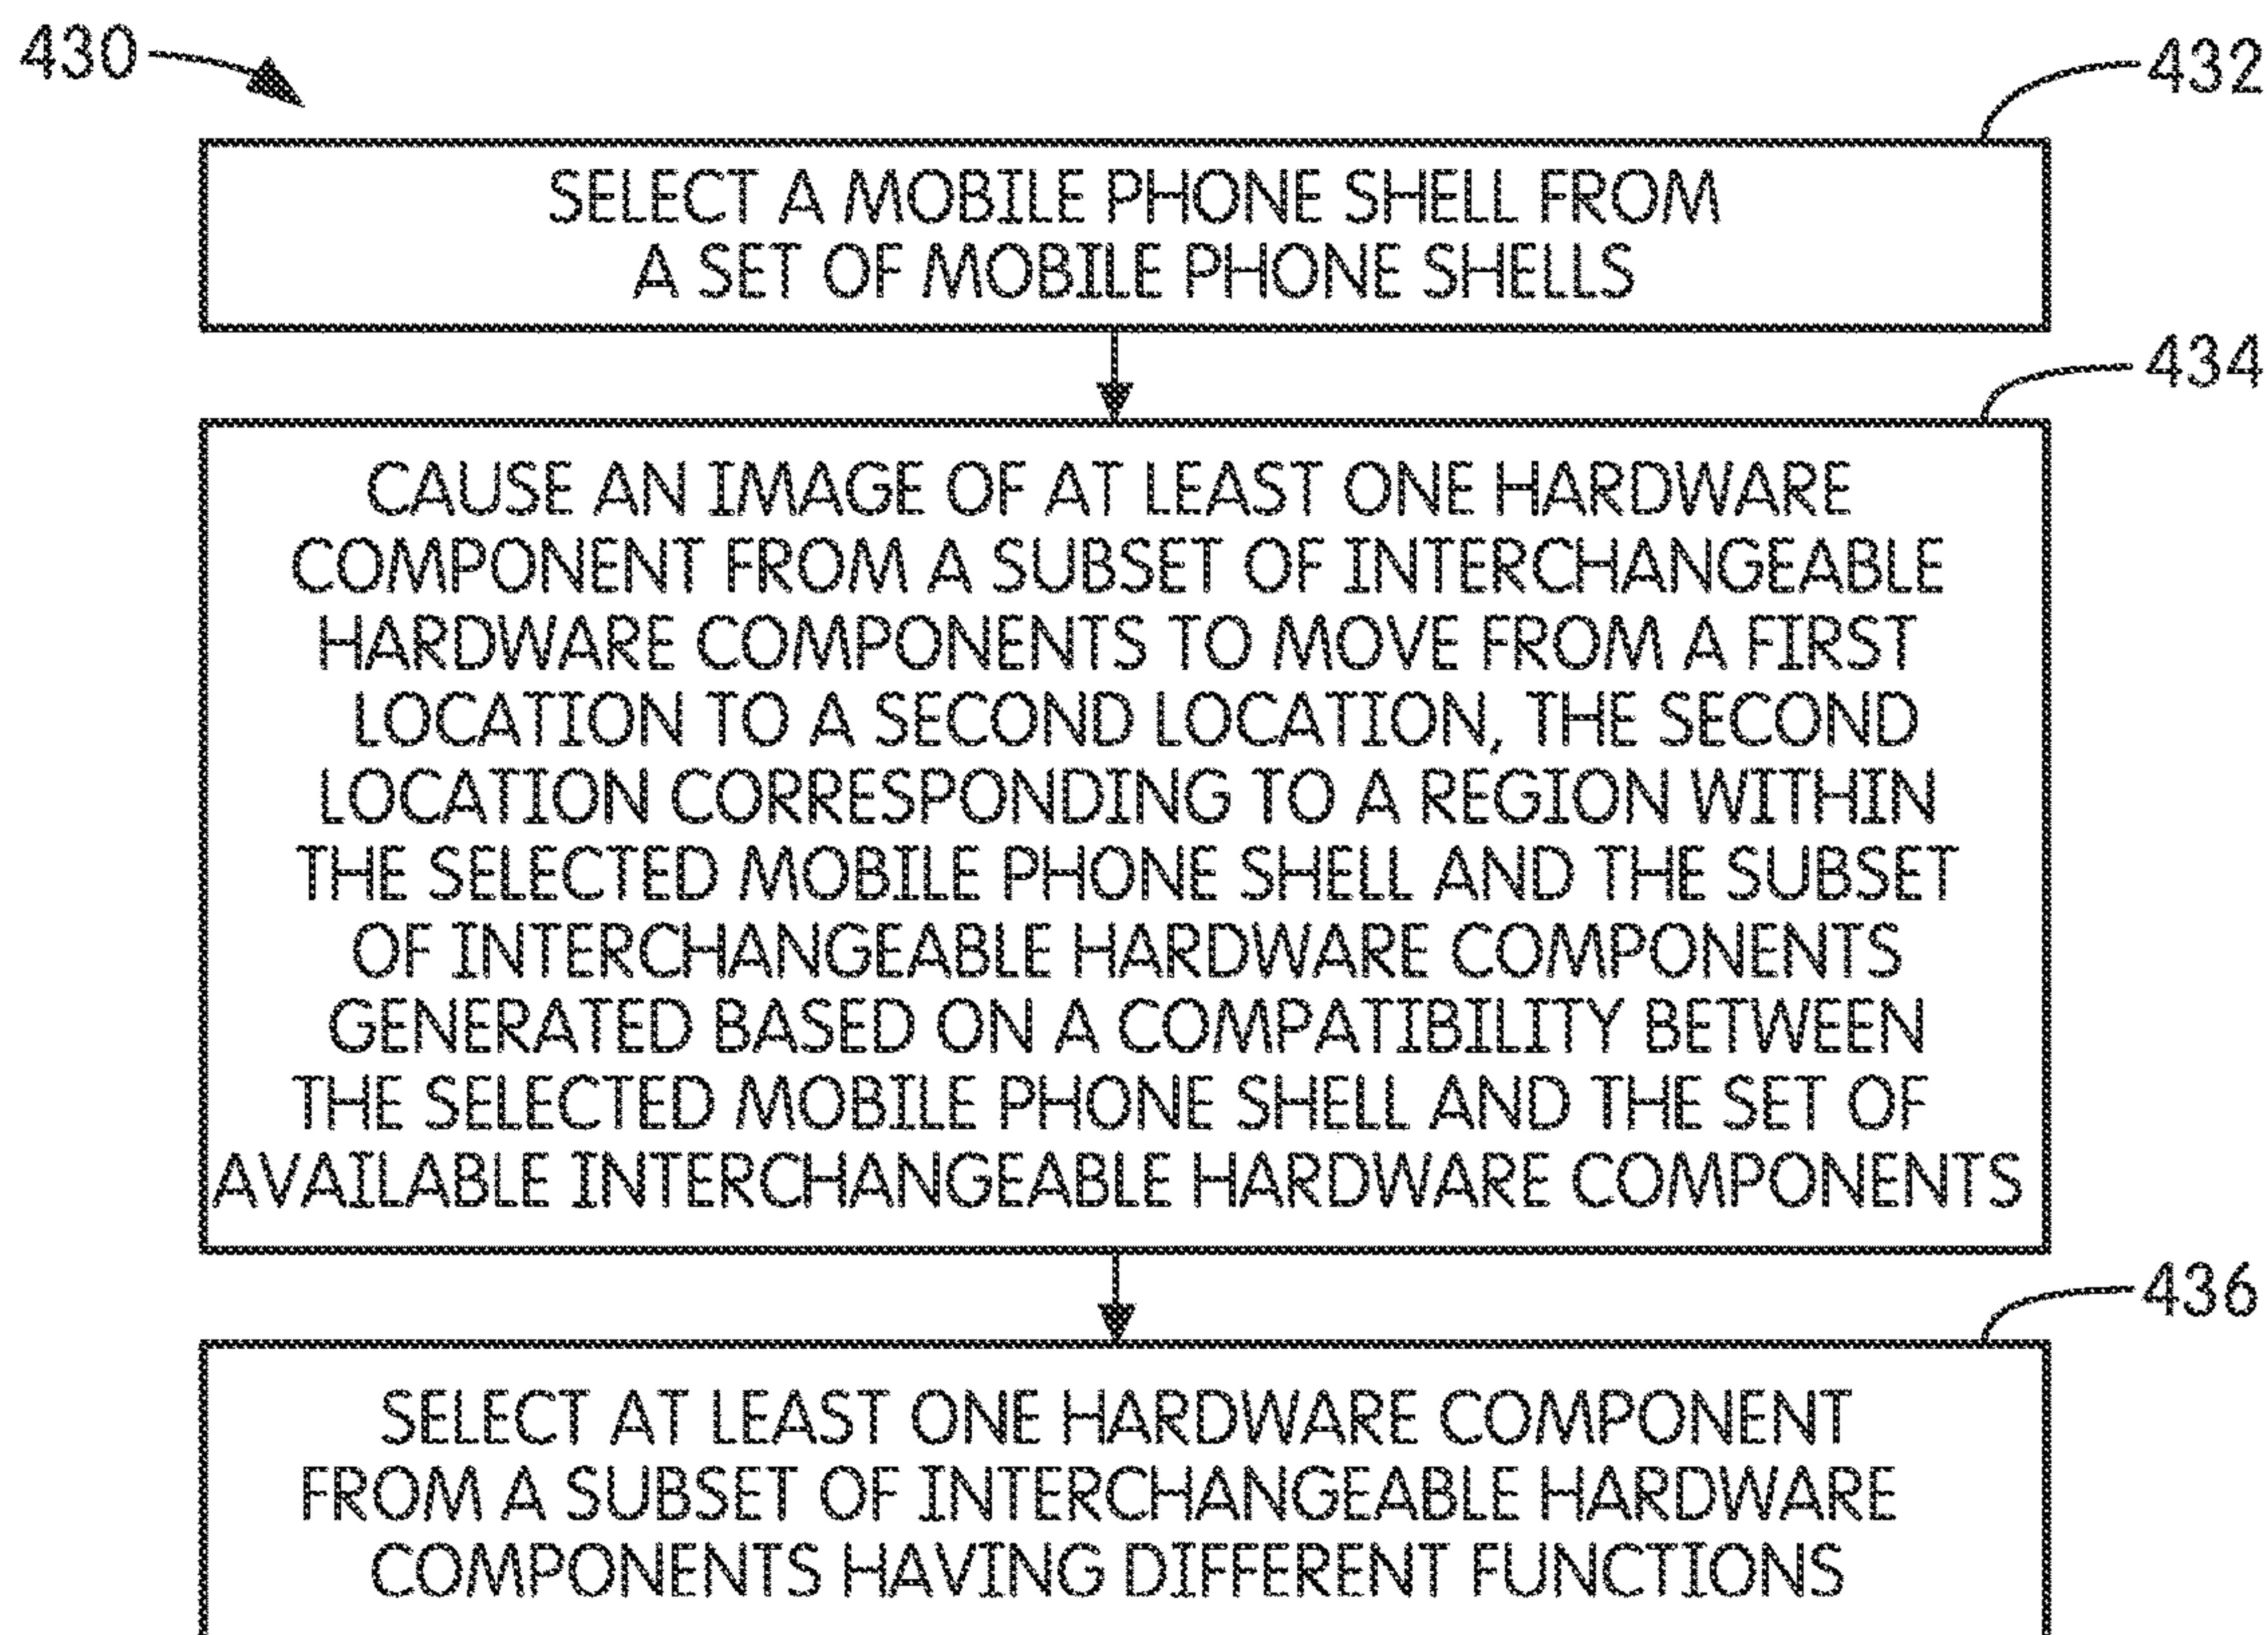 430
432
SELECT A MOBILE PHONE SHELL FROM
A SET OF MOBILE PHONE SHELLS
434
CAUSE AN IMAGE OF AT LEAST ONE HARDWARE
COMPONENT FROM A SUBSET OF INTERCHANGEABLE
HARDWARE COMPONENTS TO MOVE FROM A FIRST
LOCATION TO A SECOND LOCATION, THE SECOND
LOCATION CORRESPONDING TO A REGION WITHIN
THE SELECTED MOBILE PHONE SHELL AND THE SUBSET
OF INTERCHANGEABLE HARDWARE COMPONENTS
GENERATED BASED ON A COMPATIBILITY BETWEEN
THE SELECTED MOBILE PHONE SHELL AND THE SET OF
AVAILABLE INTERCHANGEABLE HARDWARE COMPONENTS
436
SELECT AT LEAST ONE HARDWARE COMPONENT
FROM A SUBSET OF INTERCHANGEABLE HARDWARE
COMPONENTS HAVING DIFFERENT FUNCTIONS